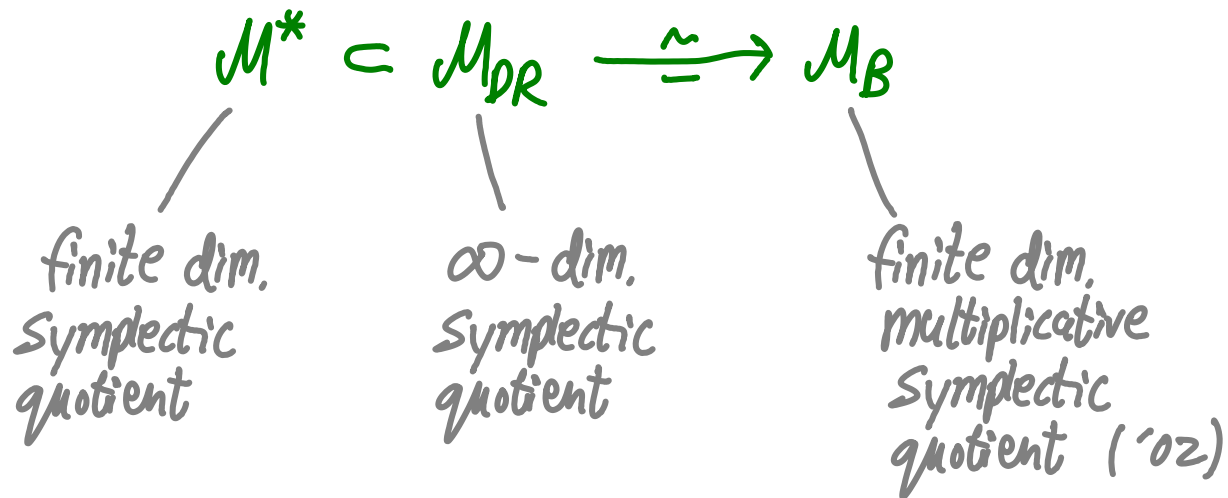 M* ⊂ M_DR ⥲ M_B
finite dim. ∞-dim. finite dim.
symplectic symplectic multiplicative
quotient quotient symplectic
quotient ('02)